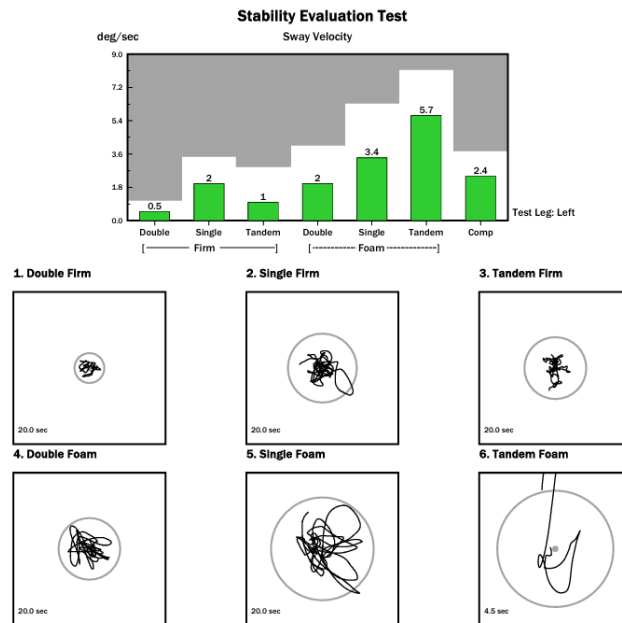 Stability Evaluation Test
deg/sec
Sway Velocity
9.0
7.2
5.4
3.6
1.8
0.0
0.5
2
1
2
3.4
5.7
2.4
Double Single Tandem Double Single Tandem Comp
[ Firm ] [ Foam ]
Test Leg: Left
1. Double Firm
2. Single Firm
3. Tandem Firm
20.0 sec
20.0 sec
20.0 sec
4. Double Foam
5. Single Foam
6. Tandem Foam
20.0 sec
20.0 sec
4.5 sec